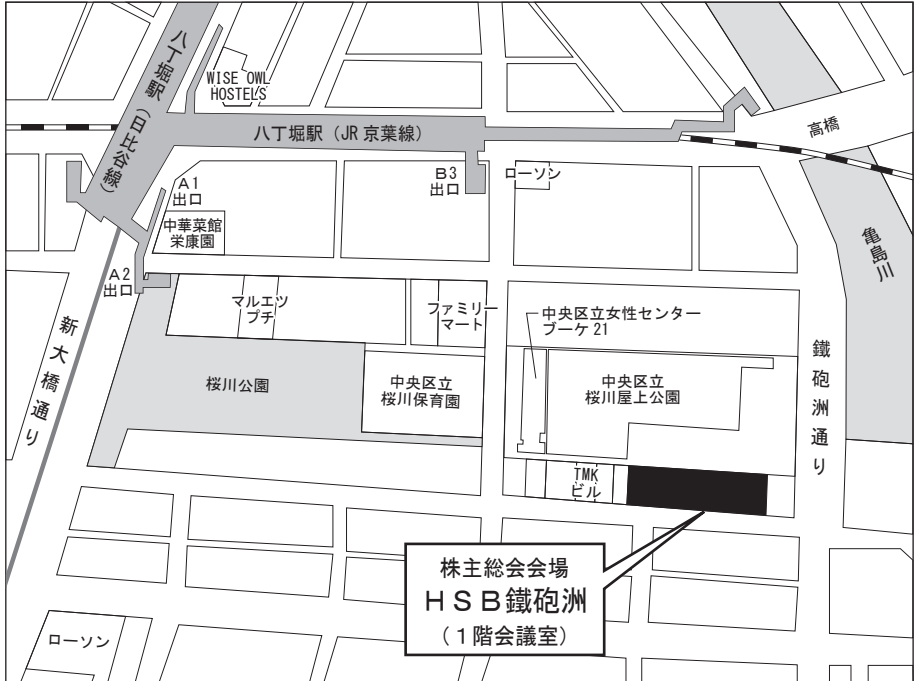 八丁堀駅（日比谷線）
WISE OWL
HOSTELS
八丁堀駅（JR 京葉線）
高橋
A1
出口
B3
出口
ローソン
中華菜館
栄康園
亀島川
A2
出口
マルエツ
プチ
ファミリー
マート
中央区立女性センター
ブーケ21
新大橋通り
桜川公園
中央区立
桜川保育園
中央区立
桜川屋上公園
鐵砲洲通り
TMK
ビル
株主総会会場
ＨＳＢ鐵砲洲
（１階会議室）
ローソン